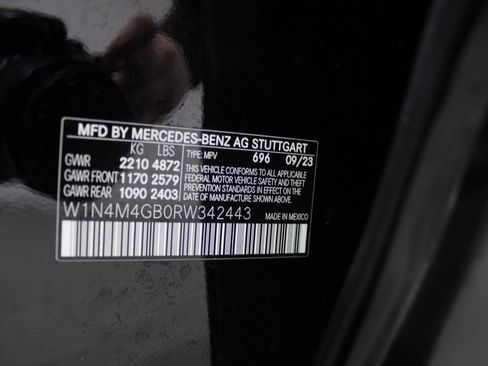 MFD BY MERCEDES-BENZ AG STUTTGART
KG LBS TYPE: MPV 696 09/23
GVWR 2210 4872
GAWR FRONT 1170 2579
GAWR REAR 1090 2403
THIS VEHICLE CONFORMS TO ALL APPLICABLE
FEDERAL MOTOR VEHICLE SAFETY AND THEFT
PREVENTION STANDARDS IN EFFECT ON THE
DATE OF MANUFACTURE SHOWN ABOVE.
W1N4M4GB0RW342443 MADE IN MEXICO